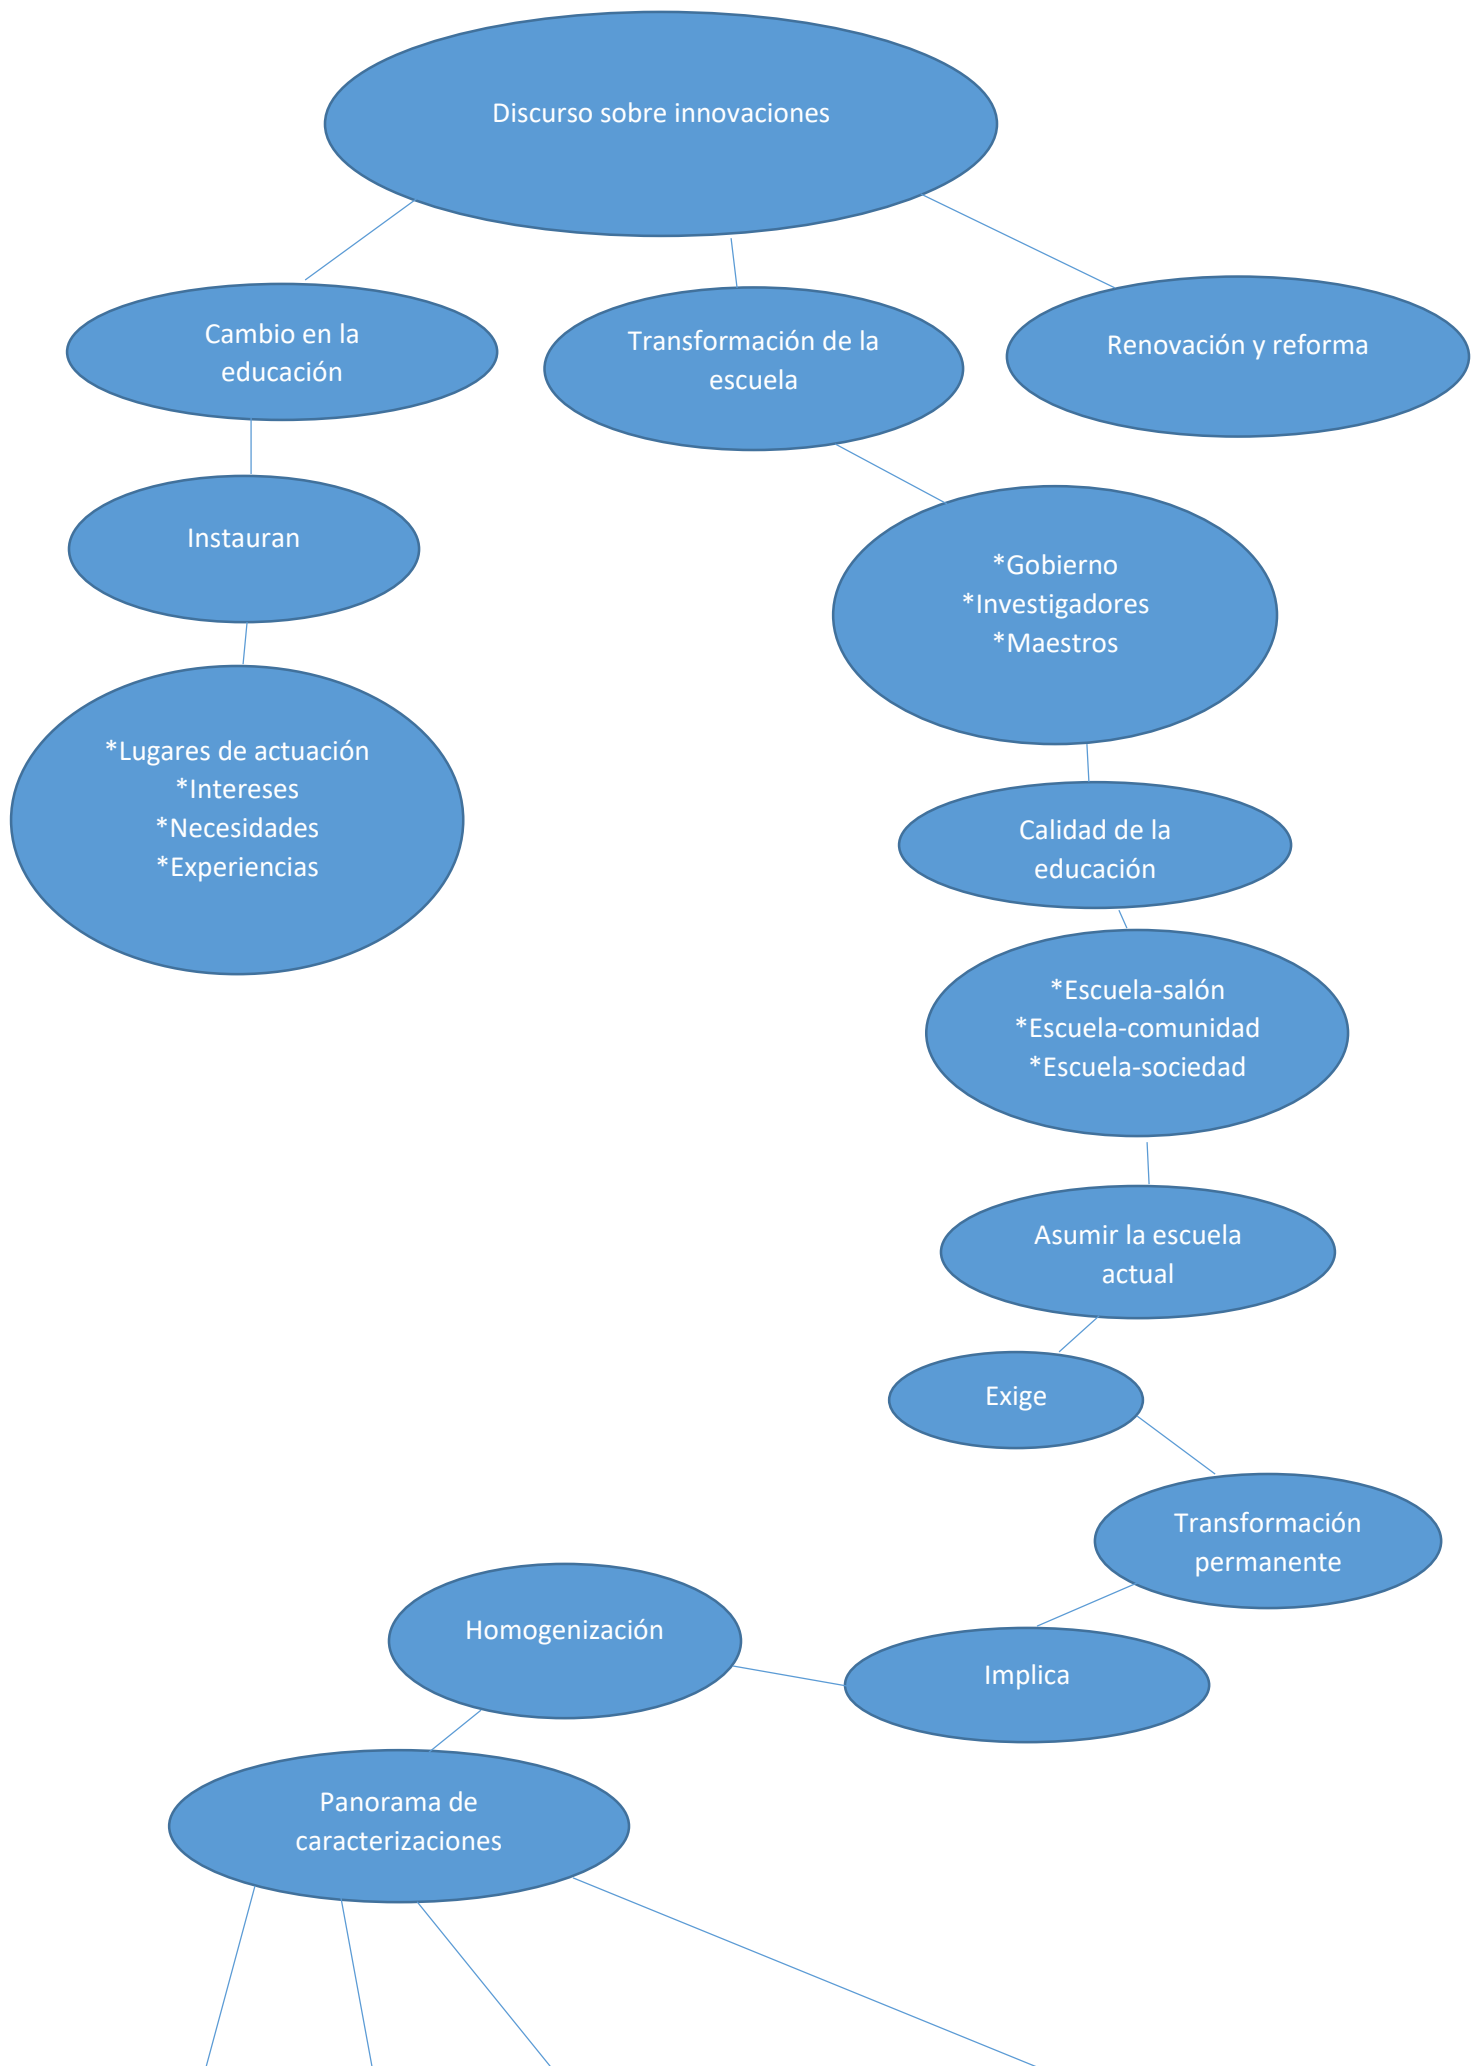 Discurso sobre innovaciones
Cambio en la
educación
Transformación de la
escuela
Renovación y reforma
Instauran
*Gobierno
*Investigadores
*Maestros
*Lugares de actuación
*Intereses
*Necesidades
*Experiencias
Calidad de la
educación
*Escuela-salón
*Escuela-comunidad
*Escuela-sociedad
Asumir la escuela
actual
Exige
Transformación
permanente
Homogenización
Implica
Panorama de
caracterizaciones